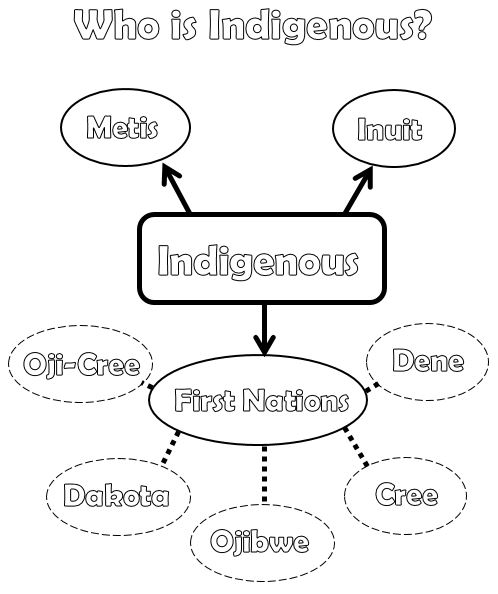 Who is Indigenous?
Metis
Inuit
Indigenous
Oji-Cree
Dene
First Nations
Dakota
Cree
Ojibwe